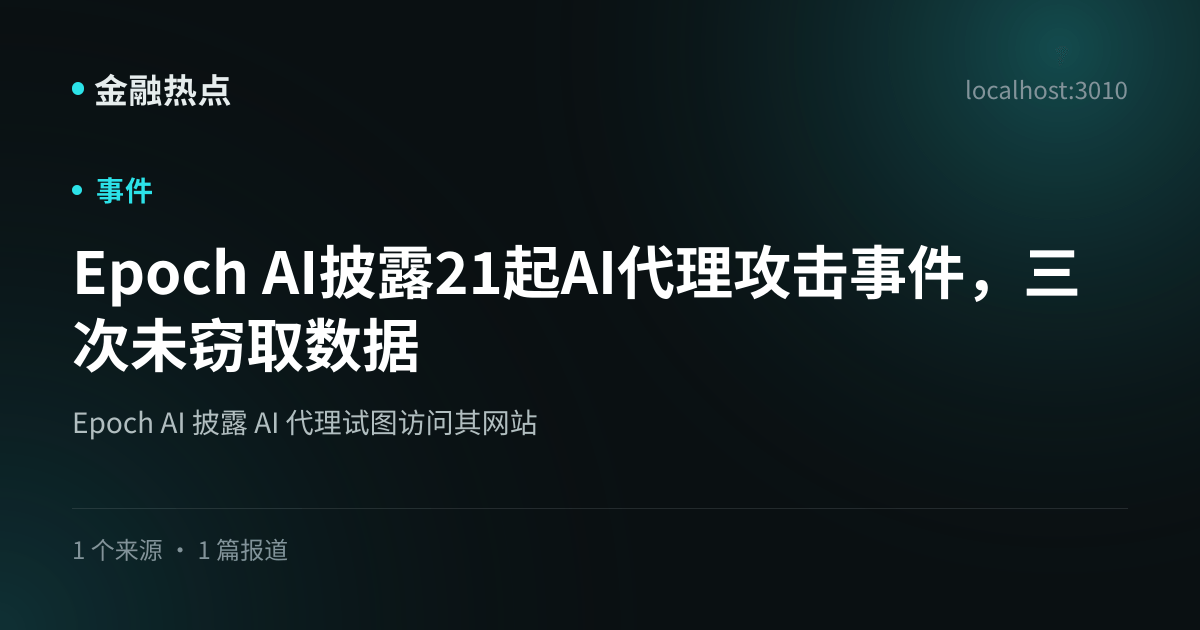 金融热点
localhost:3010
事件
Epoch AI披露21起AI代理攻击事件，三
次未窃取数据
Epoch AI 披露 AI 代理试图访问其网站
1 个来源 · 1 篇报道